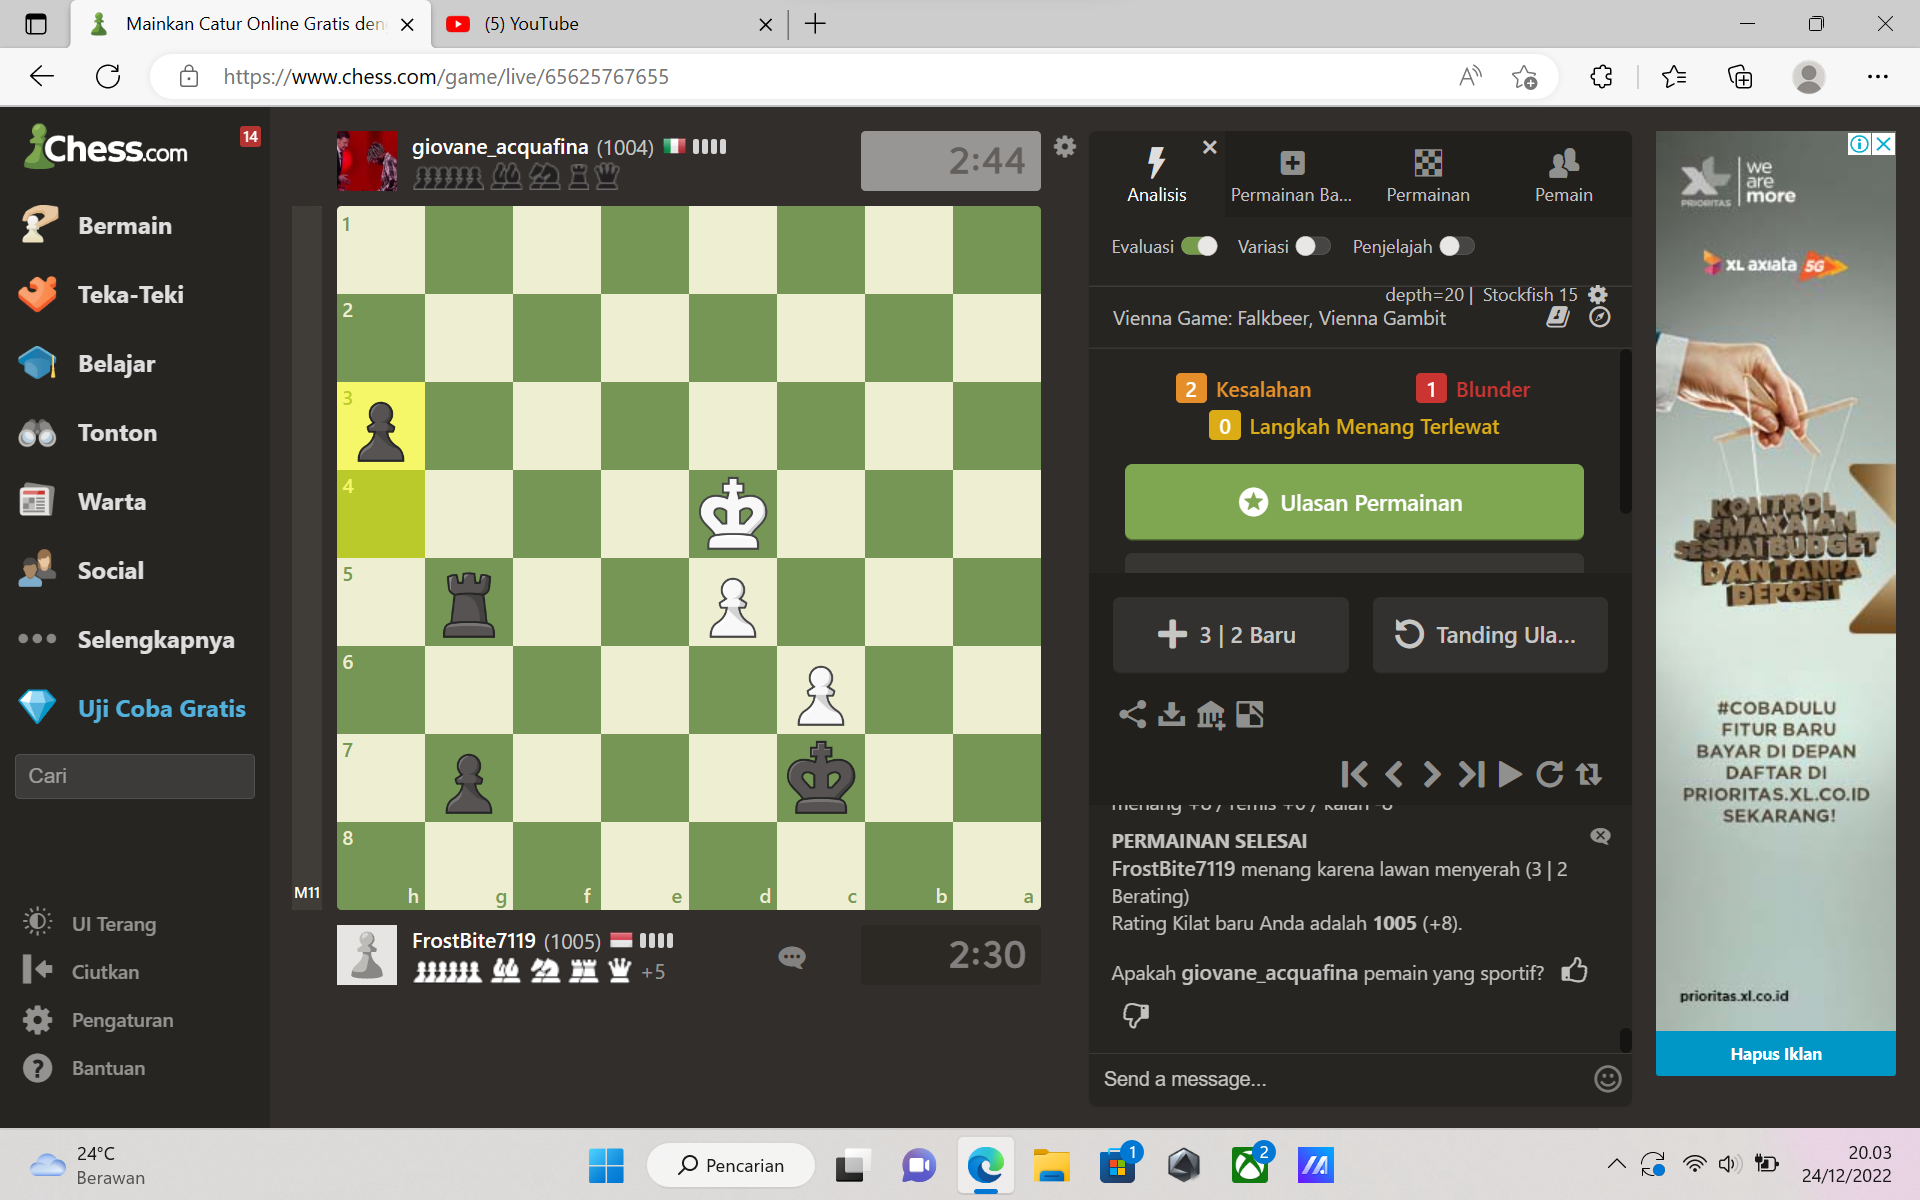 Mainkan Catur Online Gratis den
(5) YouTube
https://www.chess.com/game/live/65625767655
Chess.com
14
Bermain
Teka-Teki
Belajar
Tonton
Warta
Social
Selengkapnya
Uji Coba Gratis
Cari
UI Terang
Ciutkan
Pengaturan
Bantuan
giovane_acquafina (1004)
2:44
1
2
3
4
5
6
7
8
h g f e d c b a
M11
FrostBite7119 (1005)
+5
2:30
Analisis
Permainan Ba...
Permainan
Pemain
Evaluasi
Variasi
Penjelajah
depth=20 | Stockfish 15
Vienna Game: Falkbeer, Vienna Gambit
2 Kesalahan
1 Blunder
0 Langkah Menang Terlewat
Ulasan Permainan
3 | 2 Baru
Tanding Ula...
menang +8 / remis +0 / kalah -8
PERMAINAN SELESAI
FrostBite7119 menang karena lawan menyerah (3 | 2
Berating)
Rating Kilat baru Anda adalah 1005 (+8).
Apakah giovane_acquafina pemain yang sportif?
Send a message...
XL
PRIORITAS
we
are
more
XL axiata 5G
KONTROL
PEMAKAIAN
SESUAI BUDGET
DAN TANPA
DEPOSIT
#COBADULU
FITUR BARU
BAYAR DI DEPAN
DAFTAR DI
PRIORITAS.XL.CO.ID
SEKARANG!
prioritas.xl.co.id
Hapus Iklan
24°C
Berawan
Pencarian
1
2
20.03
24/12/2022